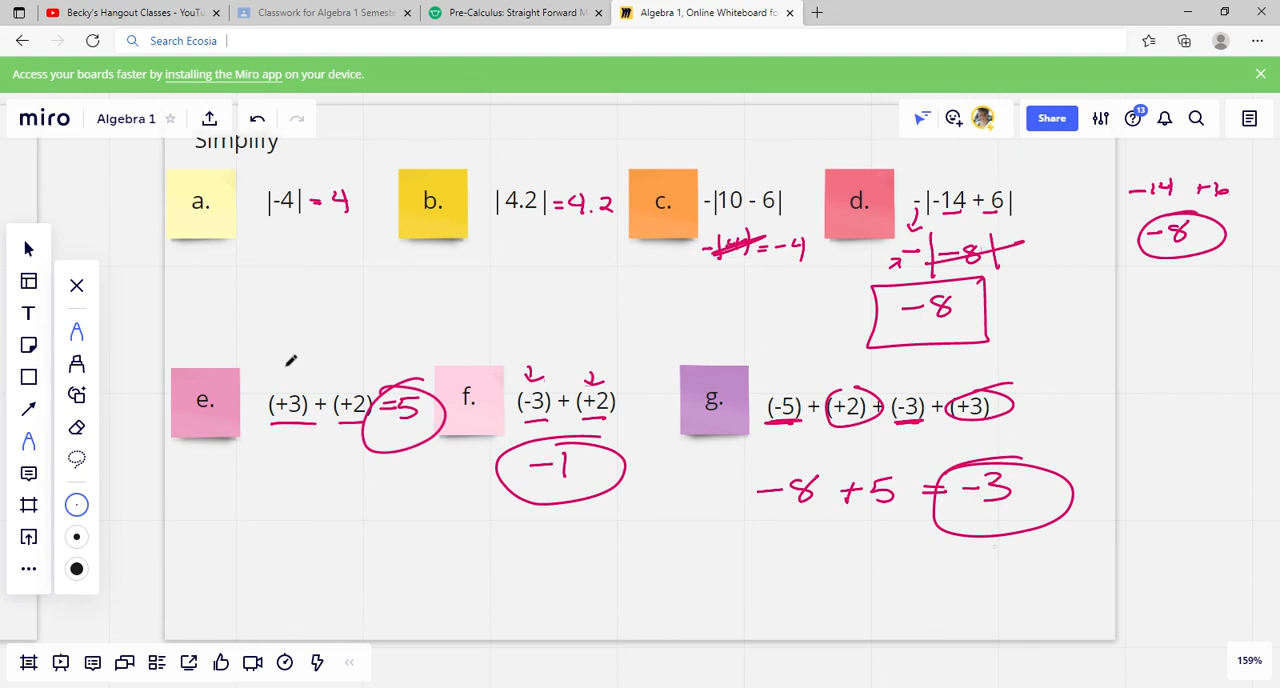 Becky's Hangout Classes - YouTu
Classwork for Algebra 1 Semeste
Pre-Calculus: Straight Forward M
Algebra 1, Online Whiteboard fo
Search Ecosia
Access your boards faster by installing the Miro app on your device.
miro
Algebra 1
Share
13
Simplify
a.
|-4| = 4
b.
|4.2| = 4.2
c.
-|10 - 6|
-|4| = -4
d.
-|-14 + 6|
-|-8|
-8
-14 +6
-8
e.
(+3) + (+2) = 5
f.
(-3) + (+2)
-1
g.
(-5) + (+2) + (-3) + (+3)
-8 +5 = -3
159%